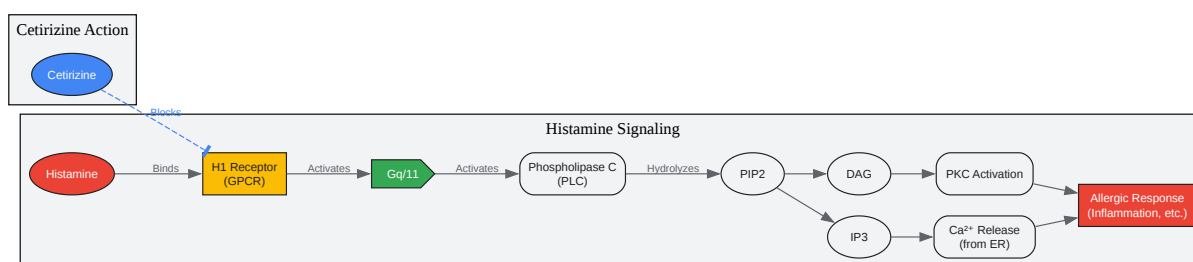 Cetirizine Action
Cetirizine
Blocks
Histamine Signaling
Histamine
Binds
H1 Receptor
(GPCR)
Activates
Gq/11
Activates
Phospholipase C
(PLC)
Hydrolyzes
PIP2
DAG
PKC Activation
IP3
Ca²⁺ Release
(from ER)
Allergic Response
(Inflammation, etc.)